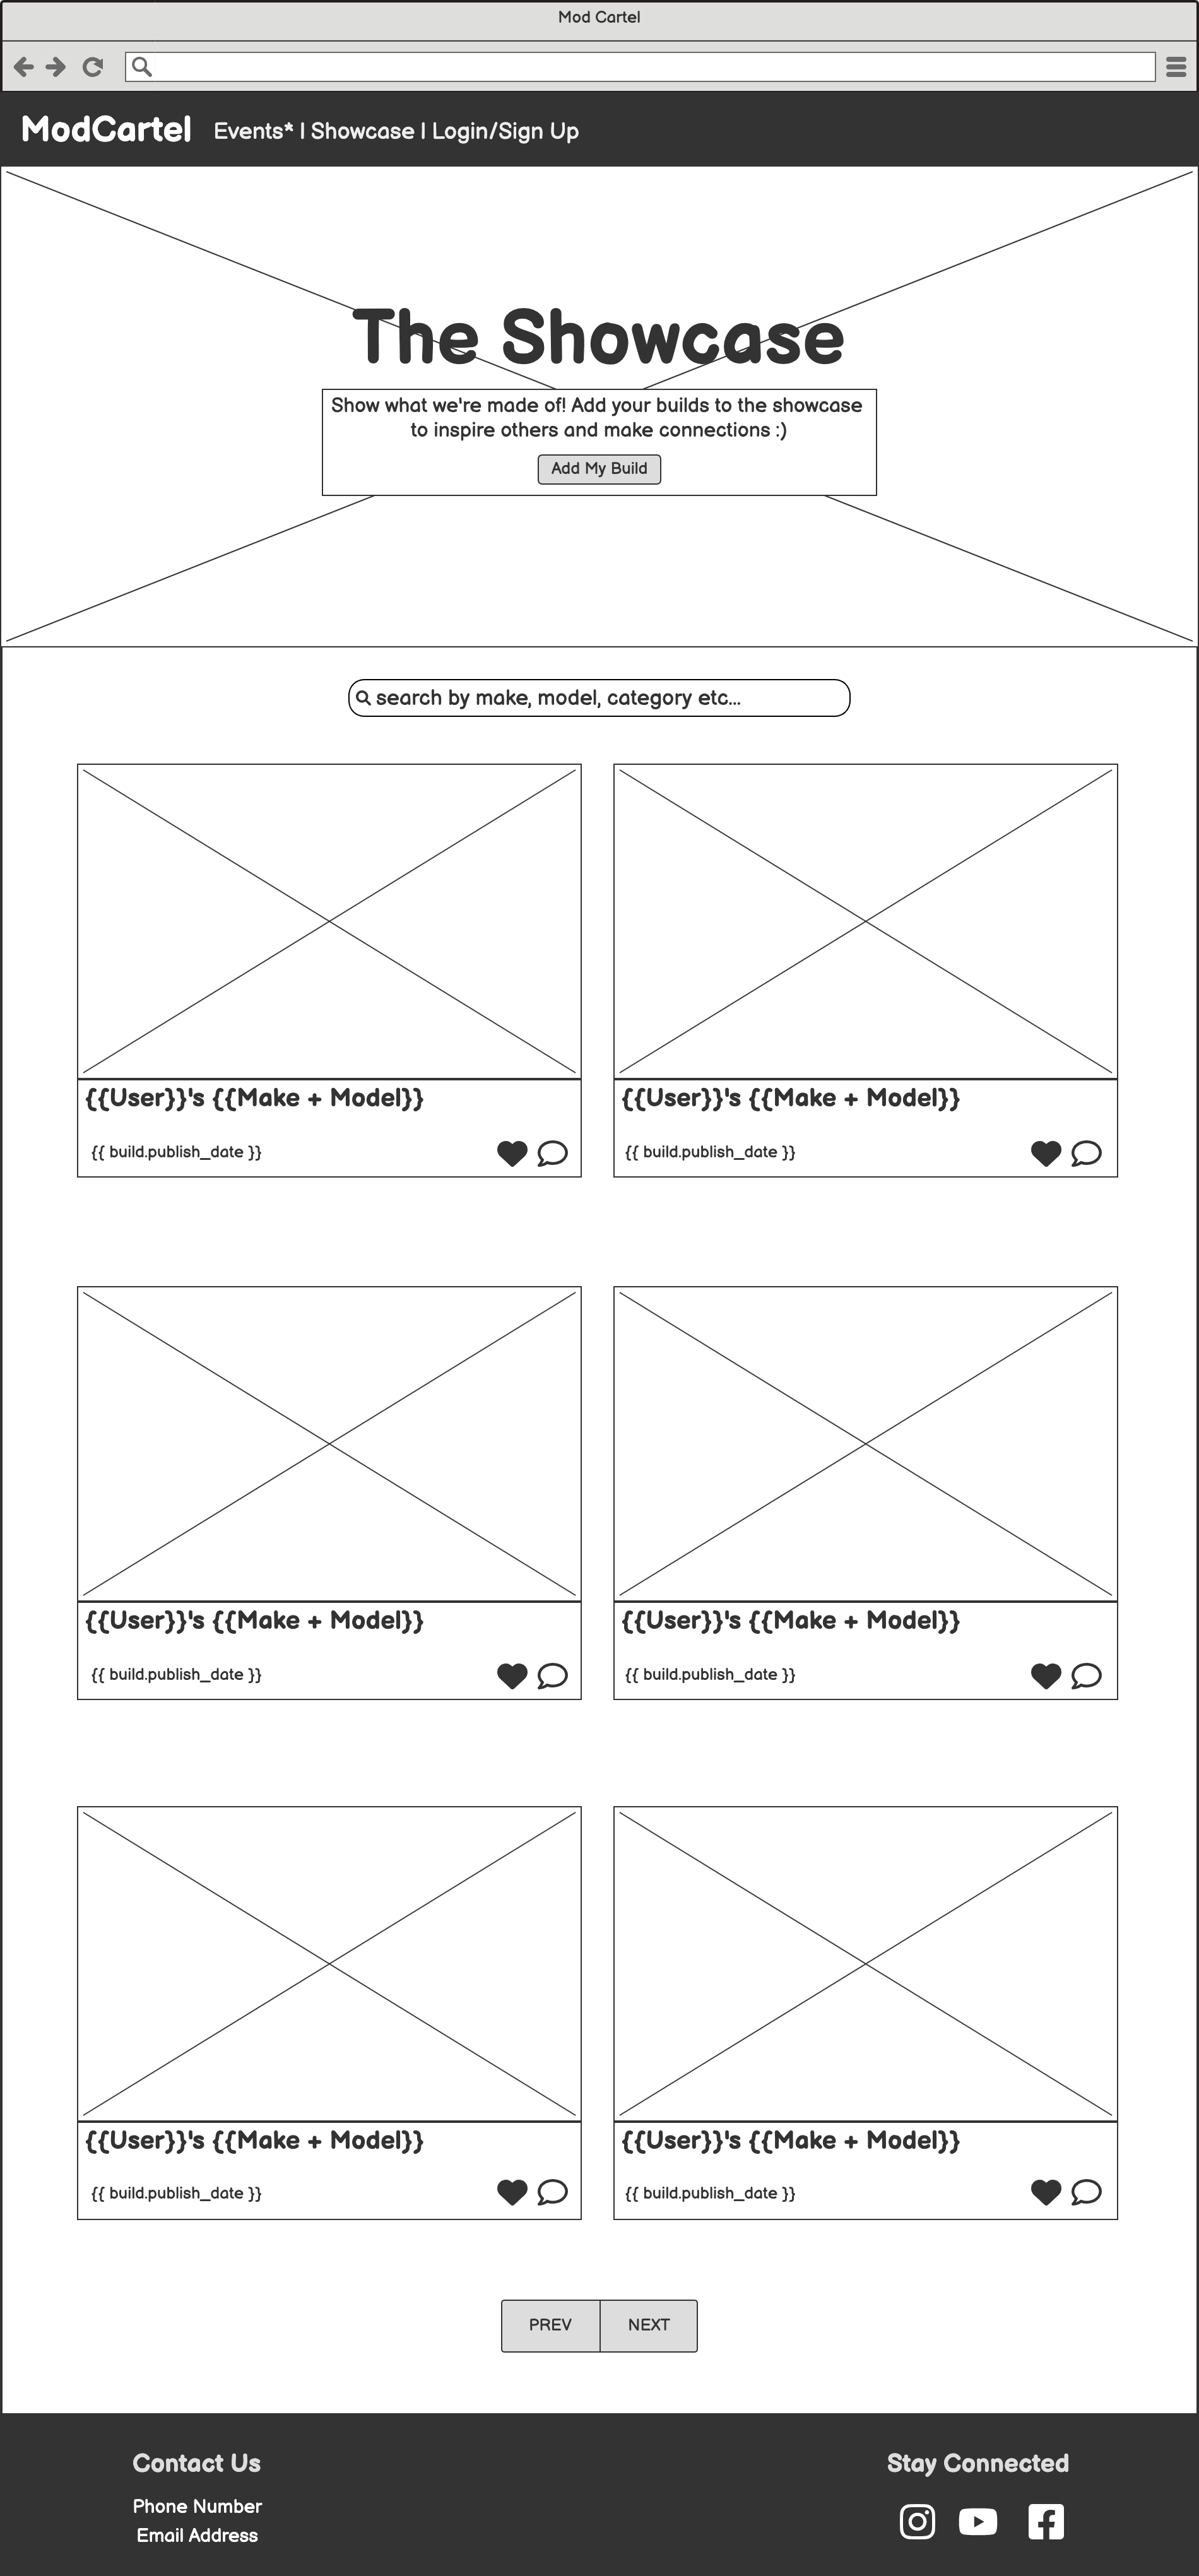 Mod Cartel
ModCartel Events* | Showcase | Login/Sign Up
The Showcase
Show what we're made of! Add your builds to the showcase
to inspire others and make connections :)
Add My Build
search by make, model, category etc...
{{User}}'s {{Make + Model}}
{{ build.publish_date }}
{{User}}'s {{Make + Model}}
{{ build.publish_date }}
{{User}}'s {{Make + Model}}
{{ build.publish_date }}
{{User}}'s {{Make + Model}}
{{ build.publish_date }}
{{User}}'s {{Make + Model}}
{{ build.publish_date }}
{{User}}'s {{Make + Model}}
{{ build.publish_date }}
PREV
NEXT
Contact Us
Phone Number
Email Address
Stay Connected